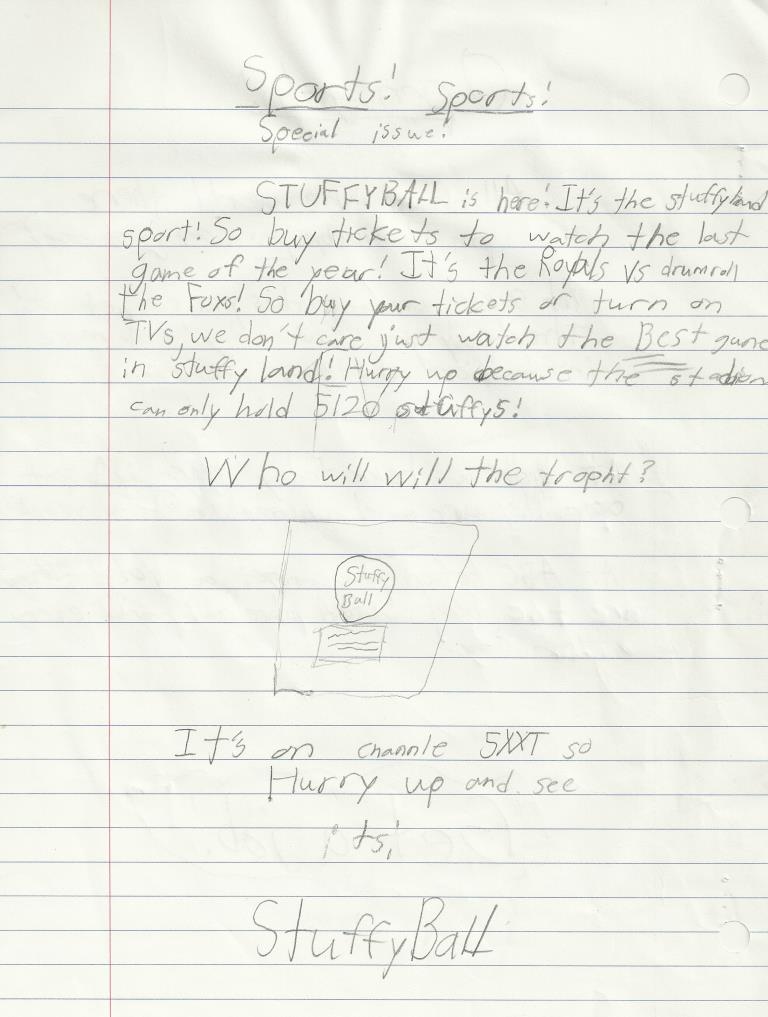 Sports! Sports!
Special issue!
STUFFYBALL is here! It's the stuffyland
sport! So buy tickets to watch the last
game of the year! It's the Royals vs drumroll
the Foxs! So buy your tickets or turn on
TVs, we don't care just watch the Best game
in stuffy land! Hurry up because the
can only hold 5120 stuffys!
Who will will the tropht?
Stuffy
Ball
It's on channle 5XXT so
Hurry up and see
its!
StuffyBall